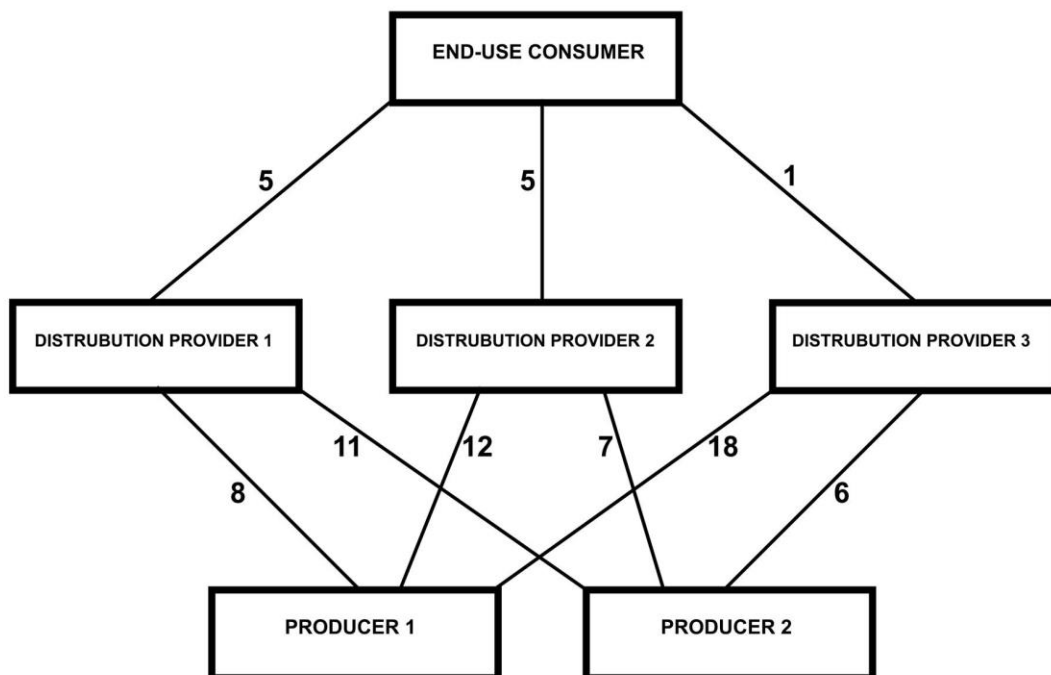 END-USE CONSUMER
5
5
1
DISTRUBUTION PROVIDER 1
DISTRUBUTION PROVIDER 2
DISTRUBUTION PROVIDER 3
11
12
7
18
8
6
PRODUCER 1
PRODUCER 2